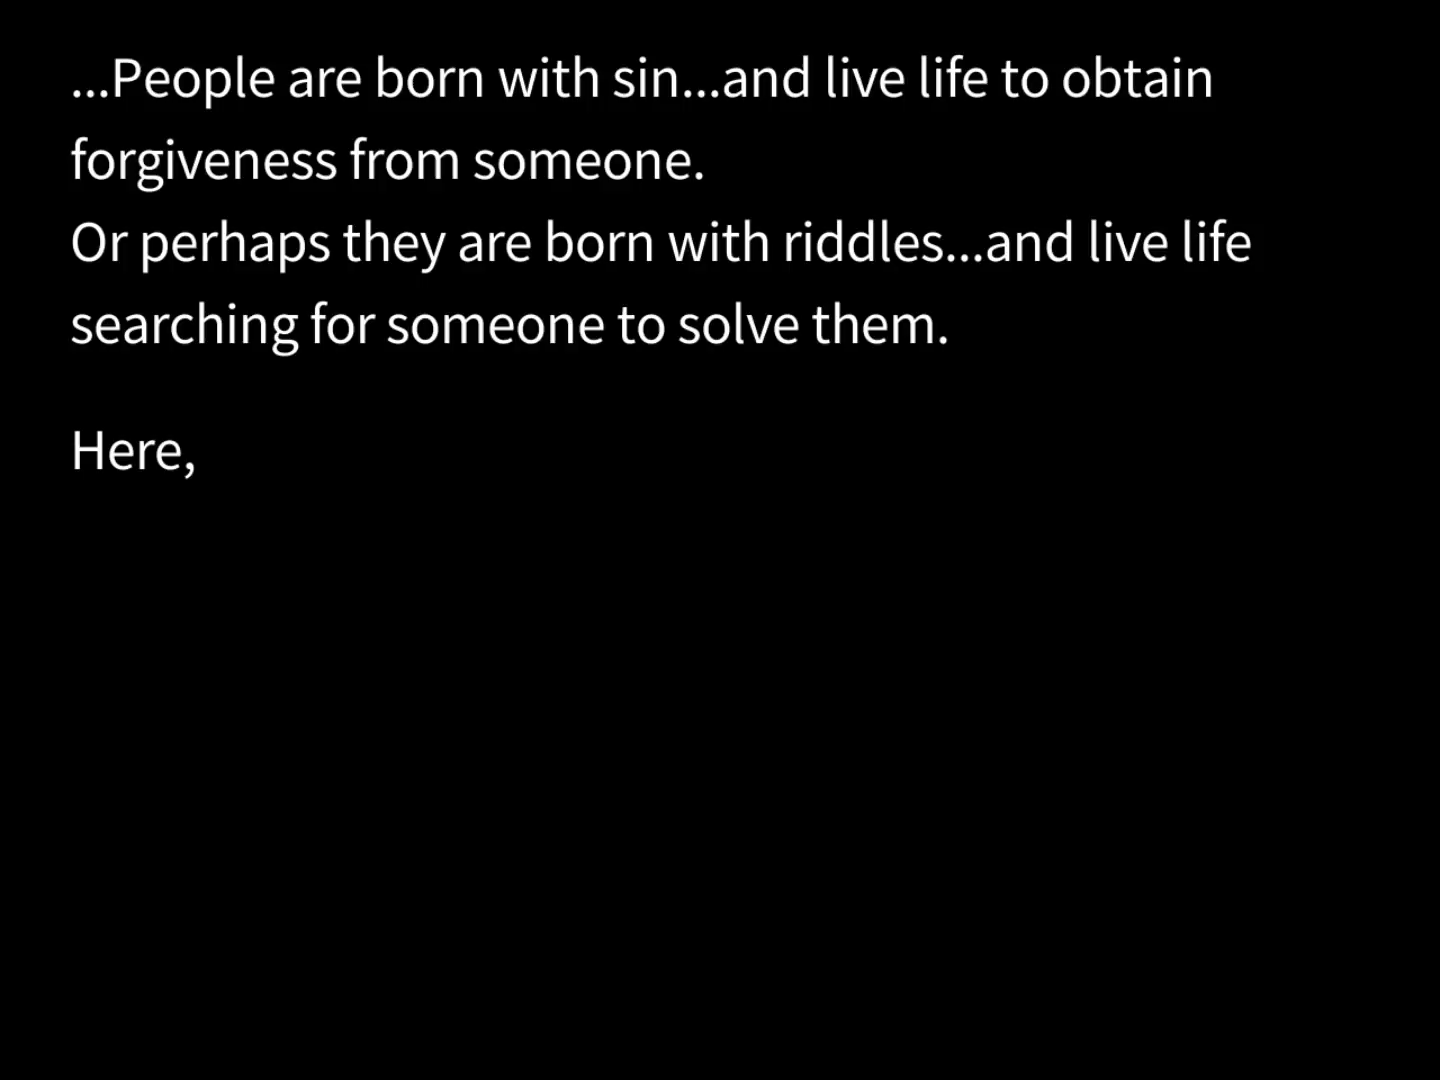 ...People are born with sin...and live life to obtain
forgiveness from someone.
Or perhaps they are born with riddles...and live life
searching for someone to solve them.
Here,